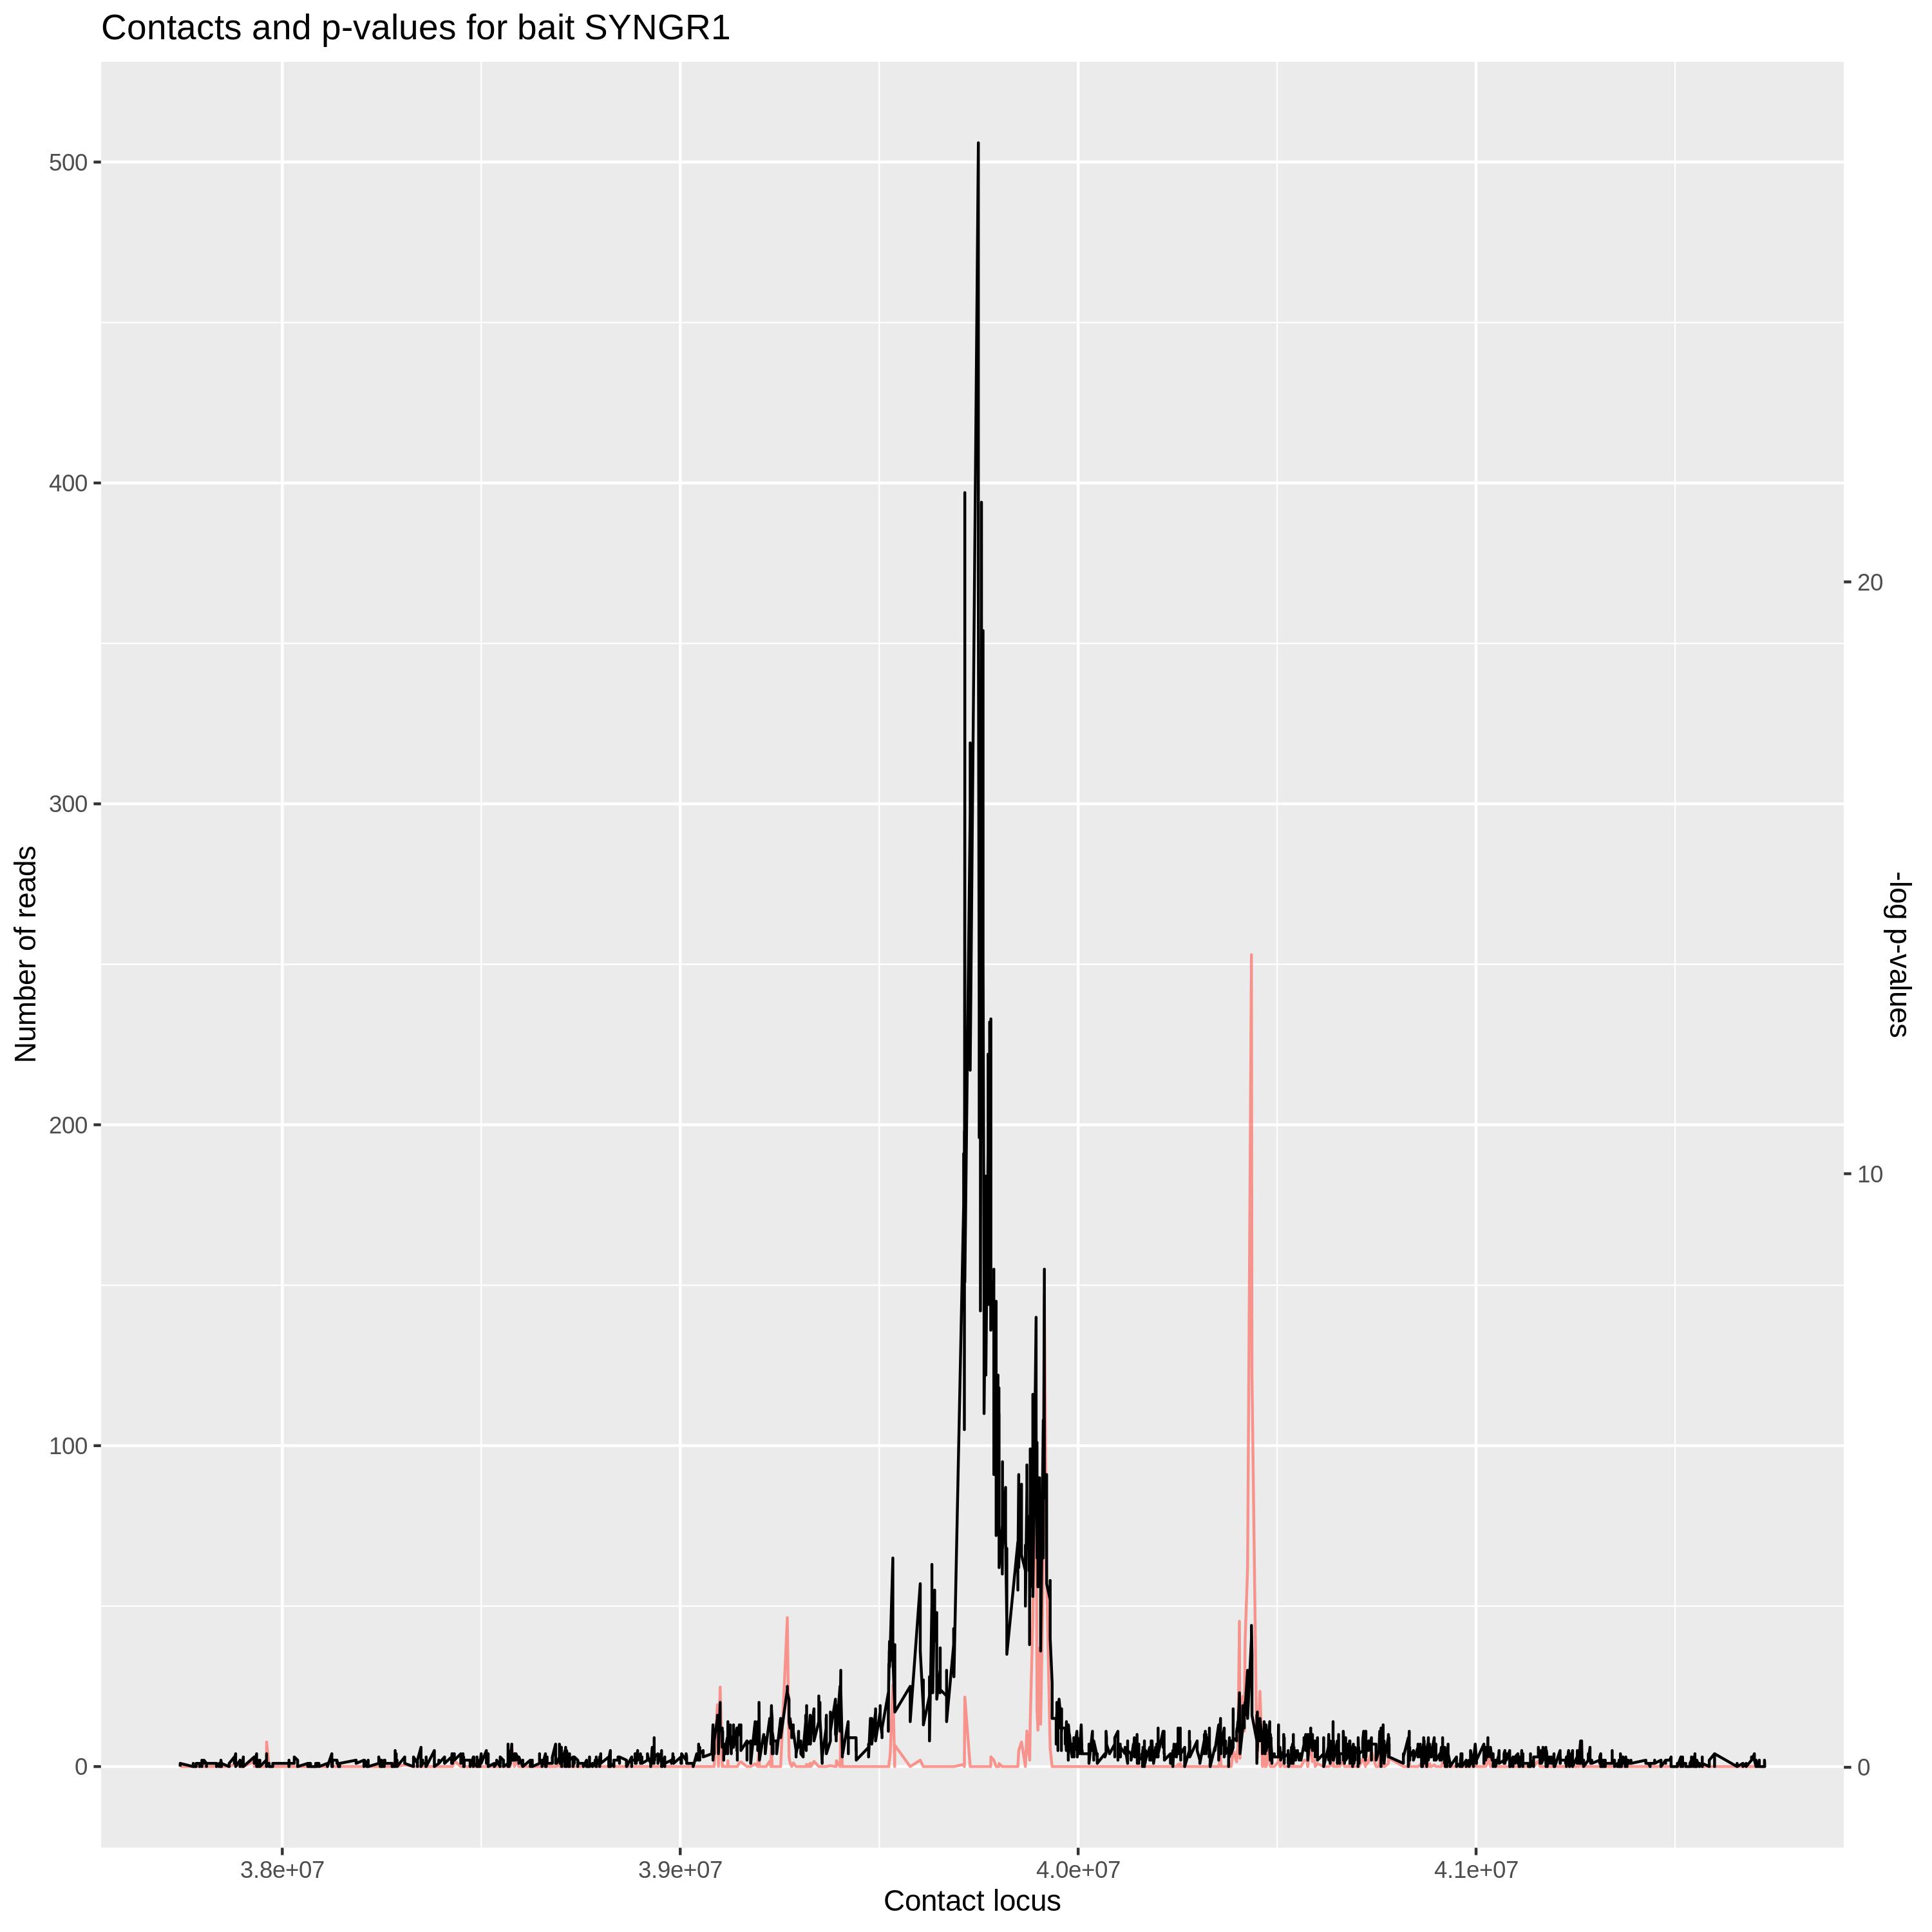 Contacts and p-values for bait SYNGR1
500
400
300
200
100
0
Number of reads
20
10
0
-log p-values
3.8e+07
3.9e+07
4.0e+07
4.1e+07
Contact locus